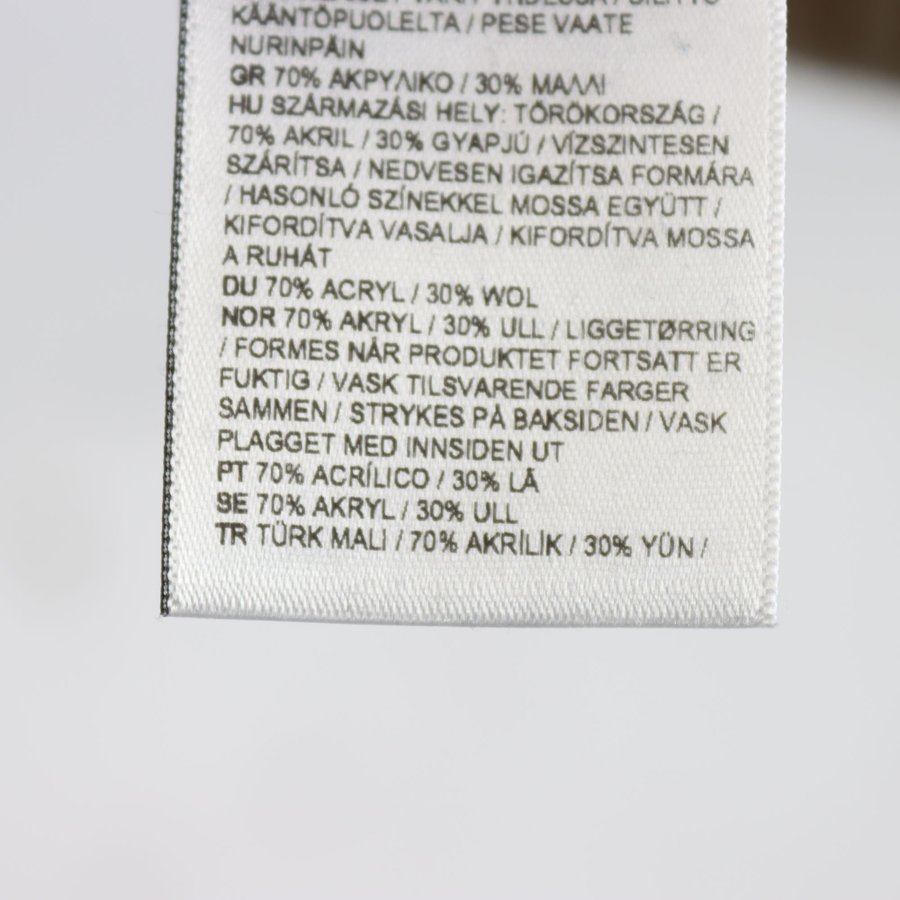 KÄÄNTÖPUOLELTA / PESE VAATE
NURINPÄIN
GR 70% ΑΚΡΥΛΙΚΟ / 30% ΜΑΛΛΙ
HU SZÁRMAZÁSI HELY: TÖRÖKORSZÁG /
70% AKRIL / 30% GYAPJÚ / VÍZSZINTESEN
SZÁRÍTSA / NEDVESEN IGAZÍTSA FORMÁRA
/ HASONLÓ SZÍNEKKEL MOSSA EGYÜTT /
KIFORDÍTVA VASALJA / KIFORDÍTVA MOSSA
A RUHÁT
DU 70% ACRYL / 30% WOL
NOR 70% AKRYL / 30% ULL / LIGGETØRRING
/ FORMES NÅR PRODUKTET FORTSATT ER
FUKTIG / VASK TILSVARENDE FARGER
SAMMEN / STRYKES PÅ BAKSIDEN / VASK
PLAGGET MED INNSIDEN UT
PT 70% ACRÍLICO / 30% LÃ
SE 70% AKRYL / 30% ULL
TR TÜRK MALI / 70% AKRİLİK / 30% YÜN /